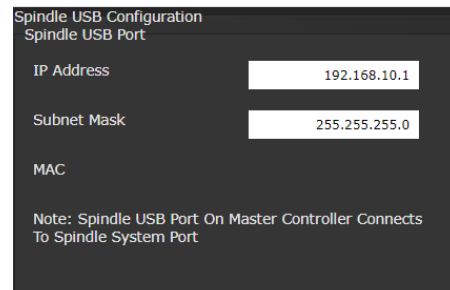 Spindle USB Configuration
Spindle USB Port
IP Address 192.168.10.1
Subnet Mask 255.255.255.0
MAC
Note: Spindle USB Port On Master Controller Connects
To Spindle System Port